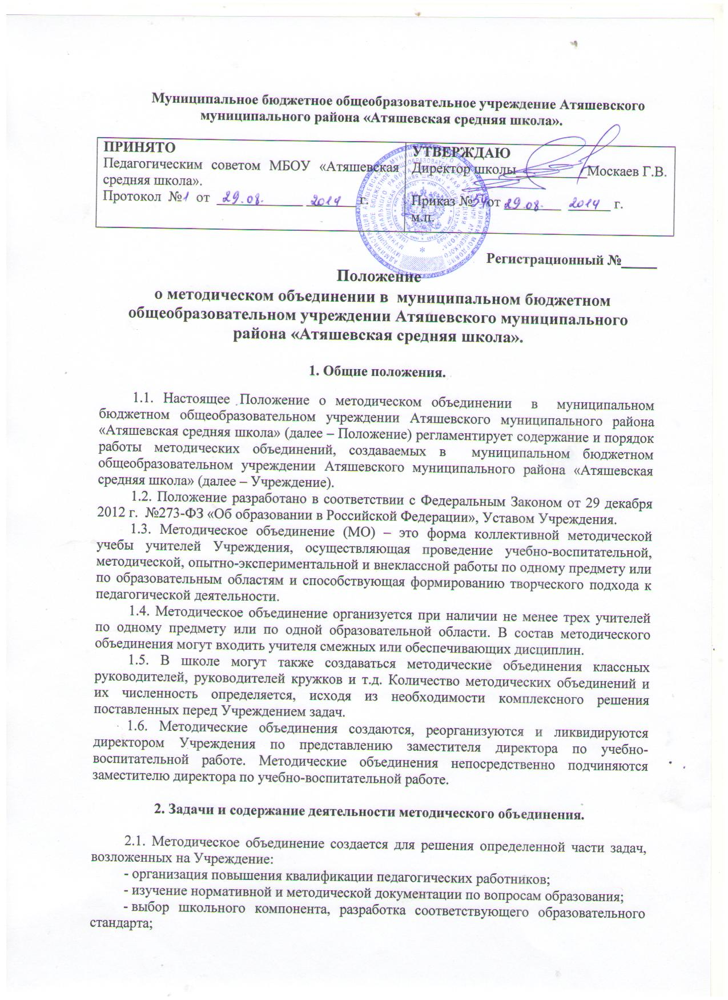 Муниципальное бюджетное общеобразовательное учреждение Атяшевского
муниципального района «Атяшевская средняя школа».
ПРИНЯТО
Педагогическим советом МБОУ «Атяшевская
средняя школа».
Протокол №1 от 29.08. 2014 г.
УТВЕРЖДАЮ
Директор школы__________Москаев Г.В.
Приказ № 54 от 29.08. 2014 г.
м.п.
Регистрационный №_____
Положение
о методическом объединении в муниципальном бюджетном
общеобразовательном учреждении Атяшевского муниципального
района «Атяшевская средняя школа».
1. Общие положения.
1.1. Настоящее Положение о методическом объединении в муниципальном
бюджетном общеобразовательном учреждении Атяшевского муниципального района
«Атяшевская средняя школа» (далее – Положение) регламентирует содержание и порядок
работы методических объединений, создаваемых в муниципальном бюджетном
общеобразовательном учреждении Атяшевского муниципального района «Атяшевская
средняя школа» (далее – Учреждение).
1.2. Положение разработано в соответствии с Федеральным Законом от 29 декабря
2012 г. №273-ФЗ «Об образовании в Российской Федерации», Уставом Учреждения.
1.3. Методическое объединение (МО) – это форма коллективной методической
учебы учителей Учреждения, осуществляющая проведение учебно-воспитательной,
методической, опытно-экспериментальной и внеклассной работы по одному предмету или
по образовательным областям и способствующая формированию творческого подхода к
педагогической деятельности.
1.4. Методическое объединение организуется при наличии не менее трех учителей
по одному предмету или по одной образовательной области. В состав методического
объединения могут входить учителя смежных или обеспечивающих дисциплин.
1.5. В школе могут также создаваться методические объединения классных
руководителей, руководителей кружков и т.д. Количество методических объединений и
их численность определяется, исходя из необходимости комплексного решения
поставленных перед Учреждением задач.
1.6. Методические объединения создаются, реорганизуются и ликвидируются
директором Учреждения по представлению заместителя директора по учебно-
воспитательной работе. Методические объединения непосредственно подчиняются
заместителю директора по учебно-воспитательной работе.
2. Задачи и содержание деятельности методического объединения.
2.1. Методическое объединение создается для решения определенной части задач,
возложенных на Учреждение:
- организация повышения квалификации педагогических работников;
- изучение нормативной и методической документации по вопросам образования;
- выбор школьного компонента, разработка соответствующего образовательного
стандарта;